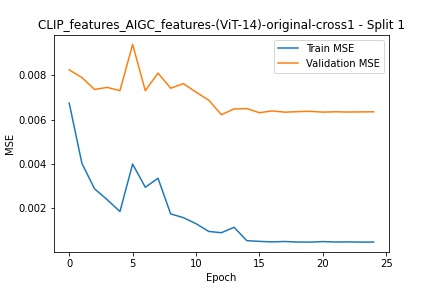 CLIP_features_AIGC_features-(ViT-14)-original-cross1 - Split 1
Train MSE
Validation MSE
MSE
0.008
0.006
0.004
0.002
0 5 10 15 20 25
Epoch